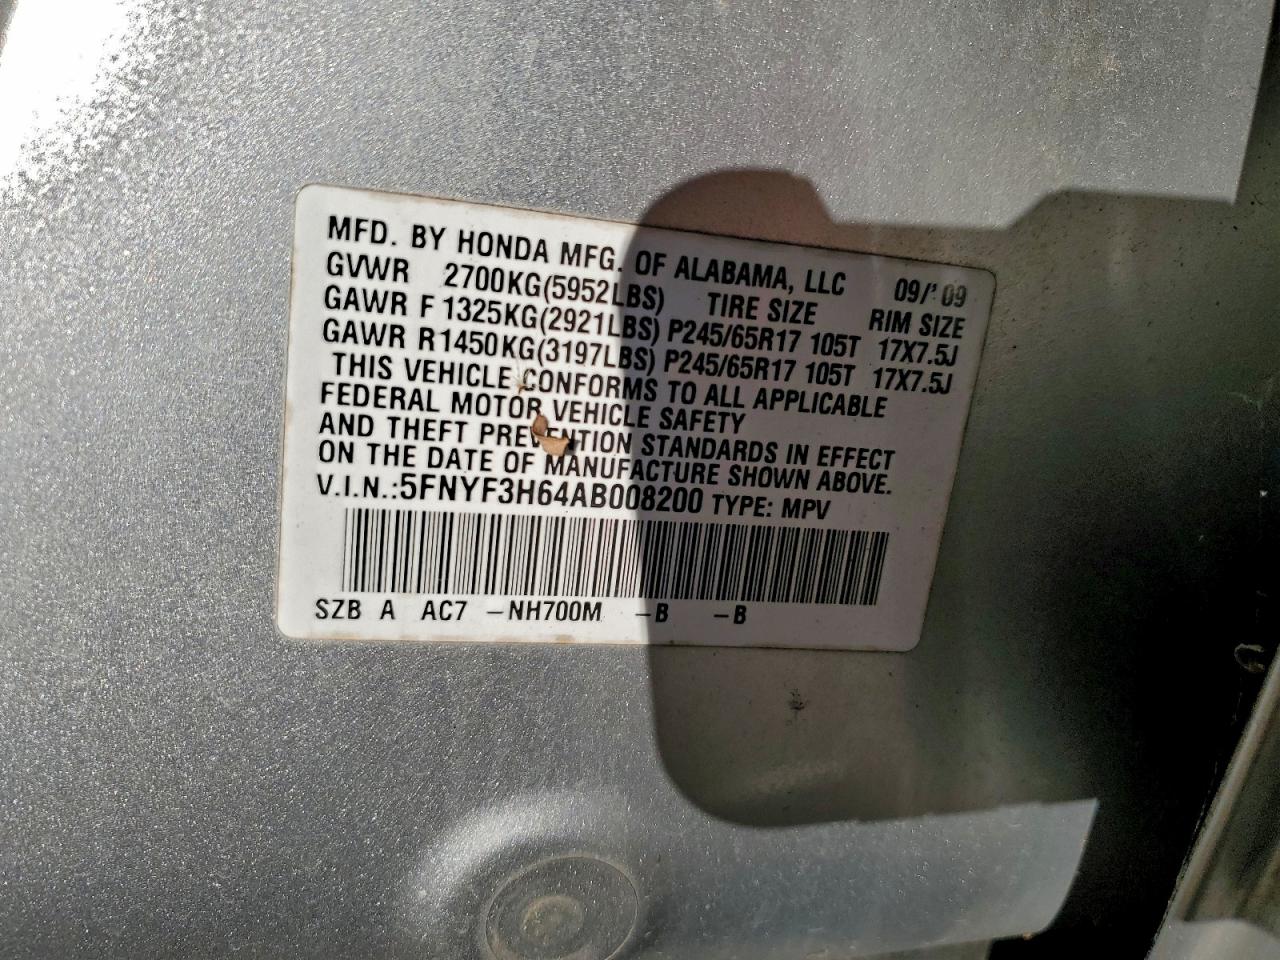 MFD. BY HONDA MFG. OF ALABAMA, LLC 09/'09
GVWR 2700KG(5952LBS) TIRE SIZE RIM SIZE
GAWR F 1325KG(2921LBS) P245/65R17 105T 17X7.5J
GAWR R1450KG(3197LBS) P245/65R17 105T 17X7.5J
THIS VEHICLE CONFORMS TO ALL APPLICABLE
FEDERAL MOTOR VEHICLE SAFETY
AND THEFT PREVENTION STANDARDS IN EFFECT
ON THE DATE OF MANUFACTURE SHOWN ABOVE.
V.I.N.:5FNYF3H64AB008200 TYPE: MPV
SZB A AC7 –NH700M –B –B